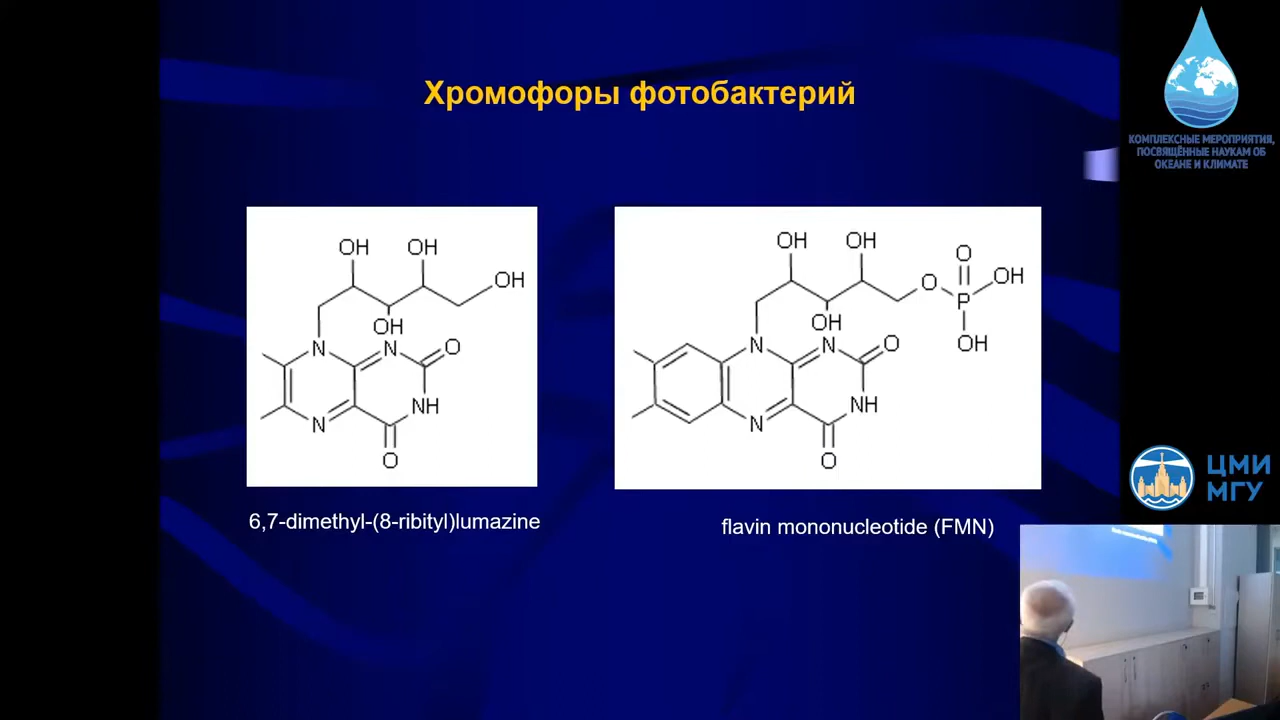 Хромофоры фотобактерий
КОМПЛЕКСНЫЕ МЕРОПРИЯТИЯ,
ПОСВЯЩЁННЫЕ НАУКАМ ОБ
ОКЕАНЕ И КЛИМАТЕ
OH
OH
OH
OH
N
N
O
N
NH
O
OH
OH
O
O
P
OH
OH
OH
N
N
O
N
NH
O
6,7-dimethyl-(8-ribityl)lumazine
flavin mononucleotide (FMN)
ЦМИ
МГУ